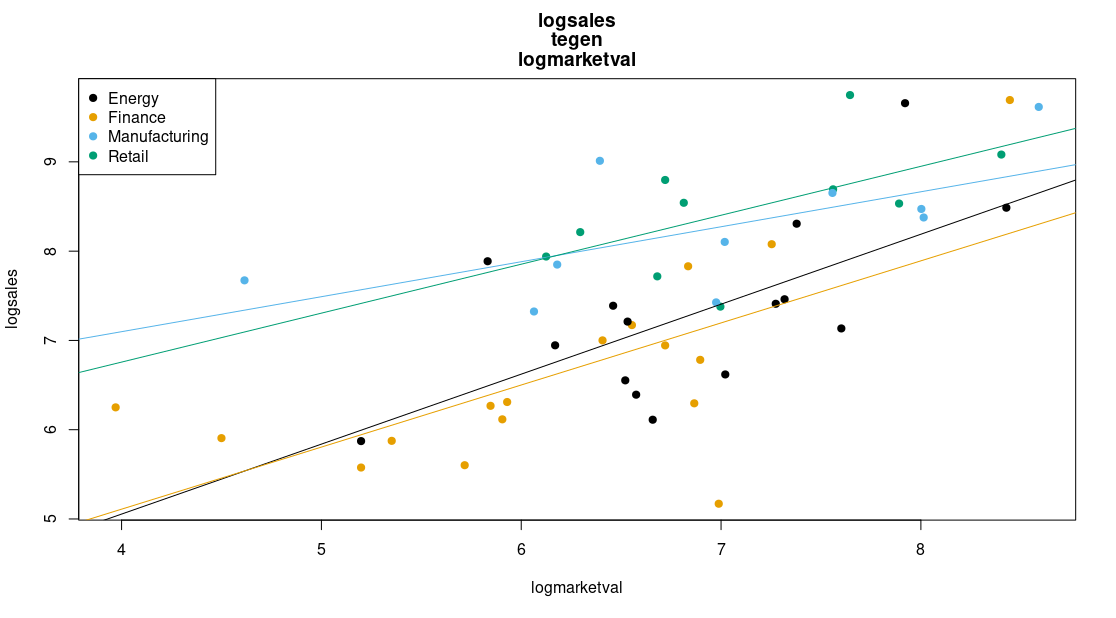 logsales
tegen
logmarketval
Energy
Finance
Manufacturing
Retail
9
8
7
6
5
logsales
4 5 6 7 8
logmarketval